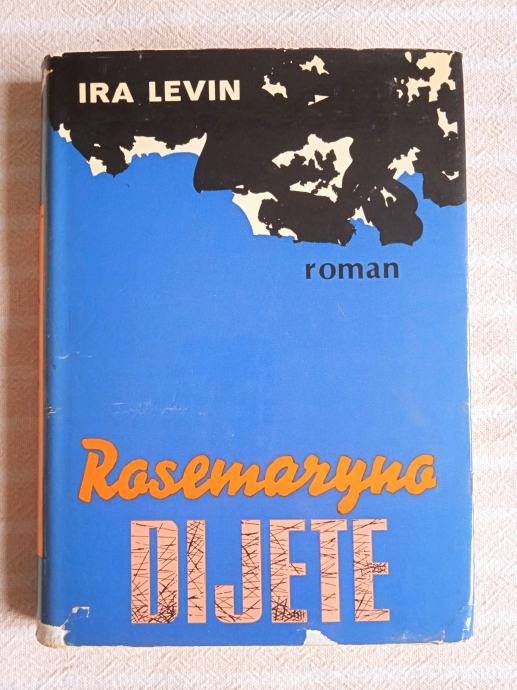 IRA LEVIN
roman
Rosemaryno
DIJETE